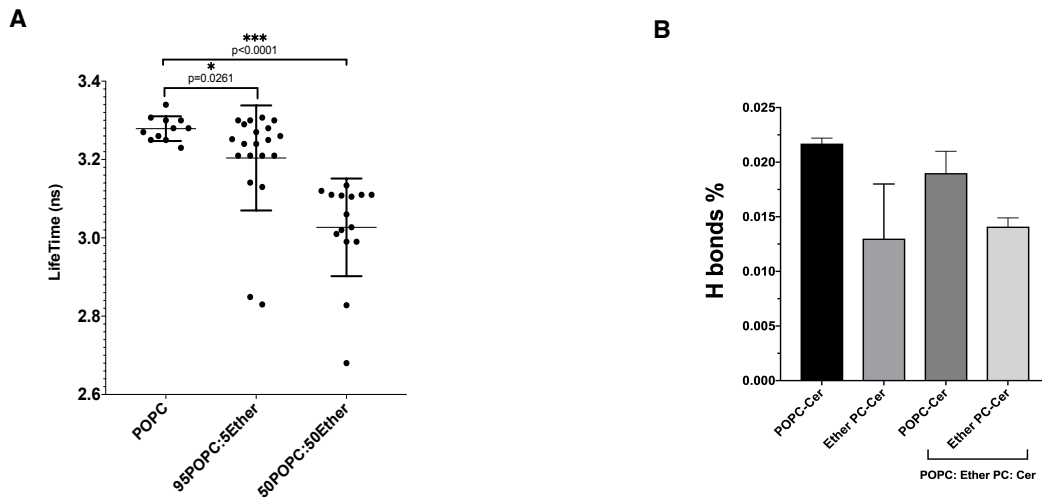 A
***
p<0.0001
*
p=0.0261
3.4
3.2
3.0
2.8
2.6
LifeTime (ns)
POPC
95POPC:5Ether
50POPC:50Ether
B
0.025
0.020
0.015
0.010
0.005
0.000
H bonds %
POPC-Cer
Ether PC-Cer
POPC-Cer
Ether PC-Cer
POPC: Ether PC: Cer